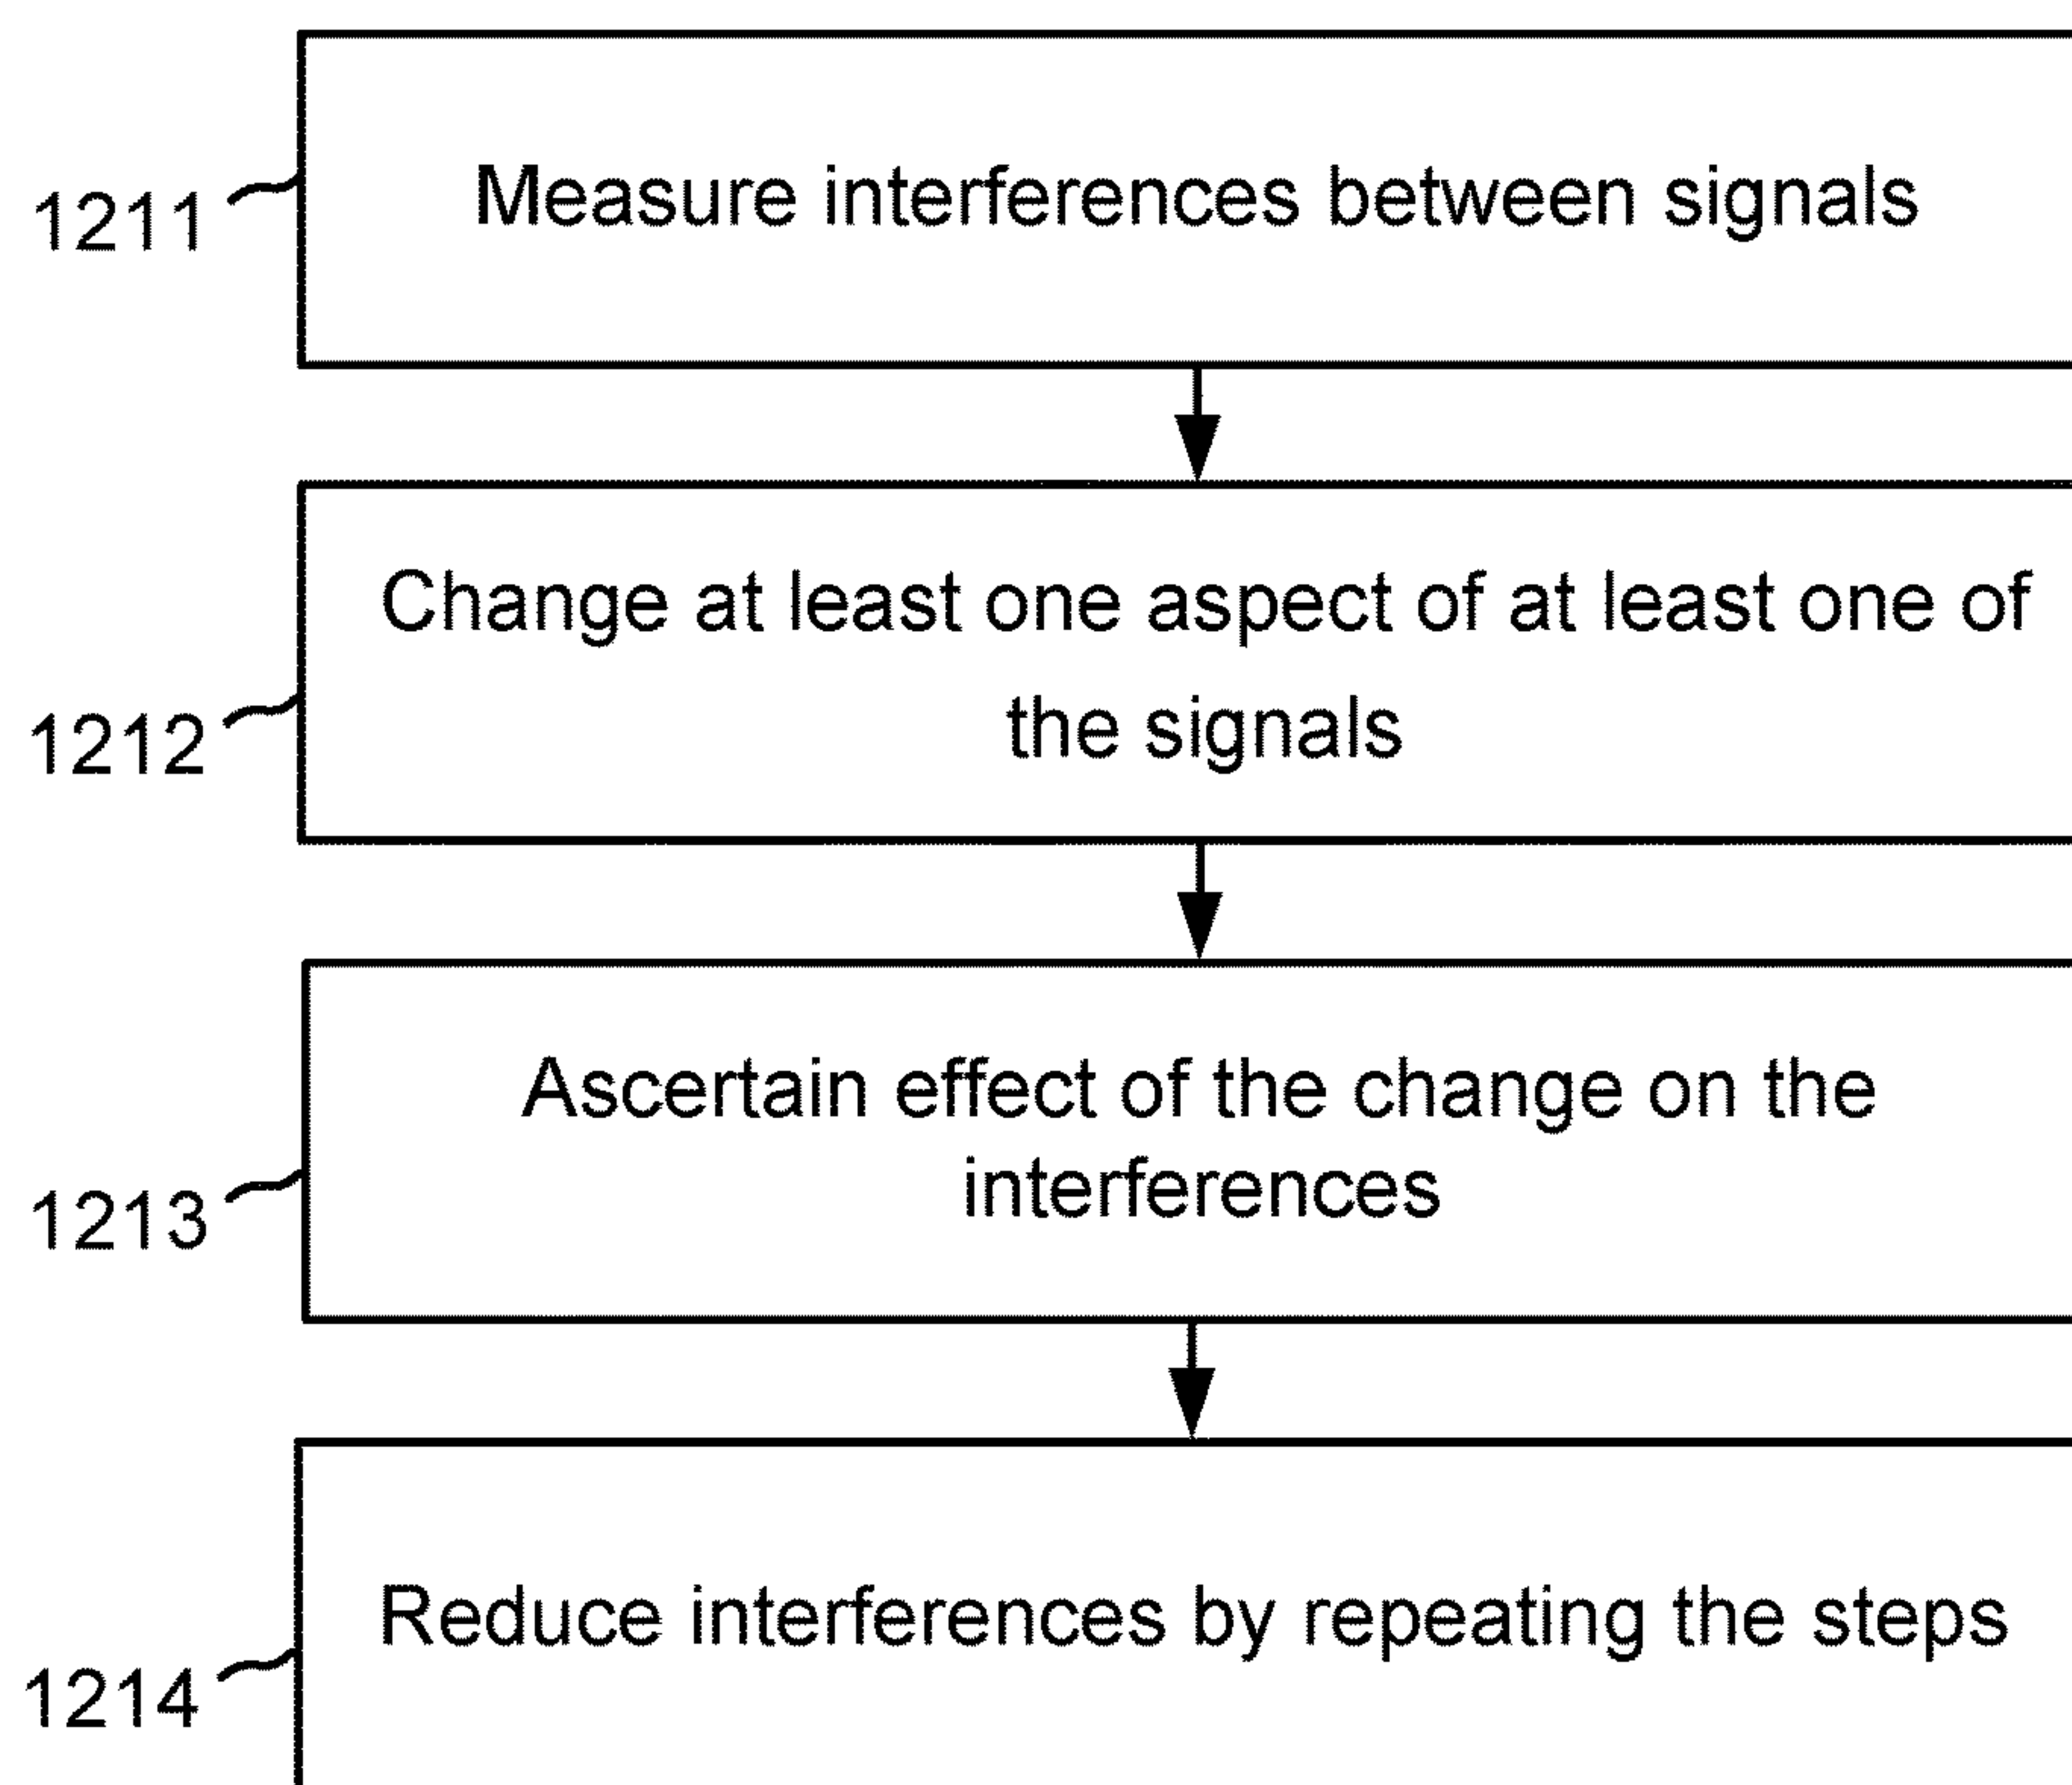 1211
Measure interferences between signals
Change at least one aspect of at least one of
the signals
1212
Ascertain effect of the change on the
interferences
1213
Reduce interferences by repeating the steps
1214